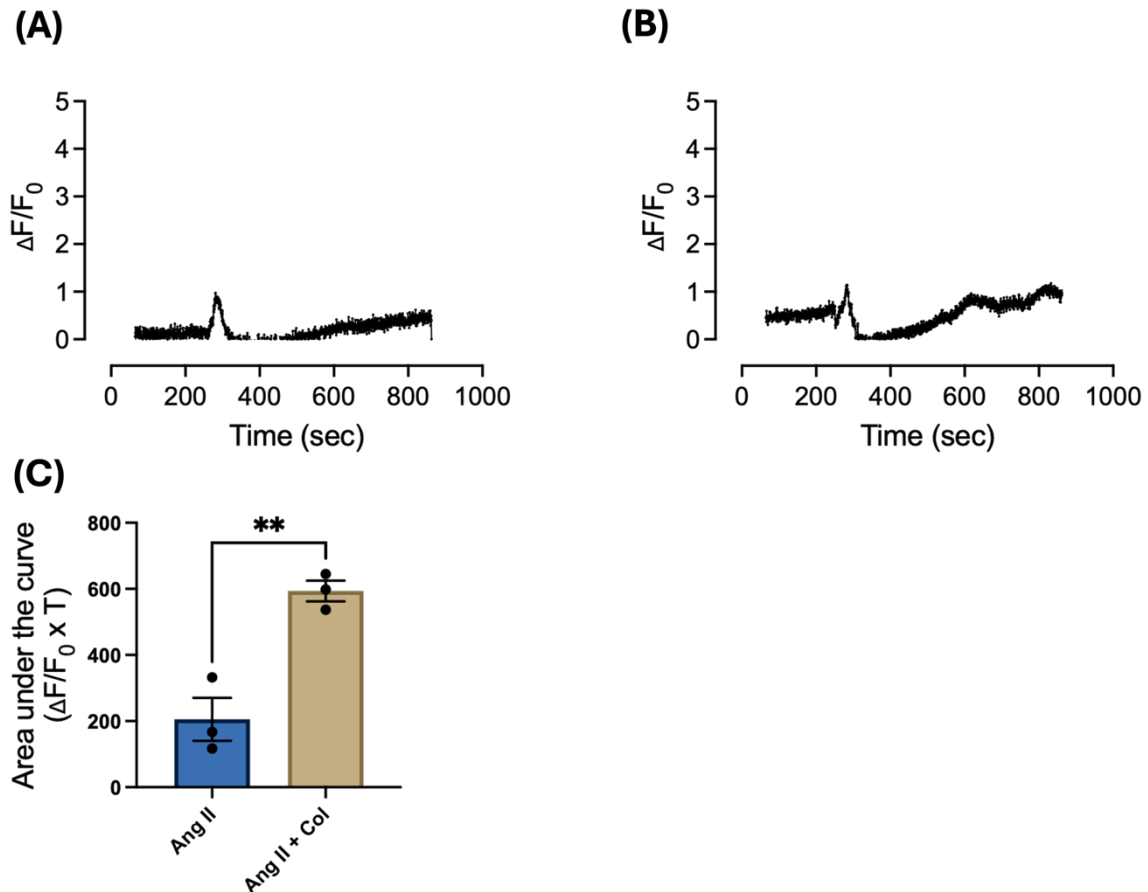 (A)
5
4
3
2
1
0
ΔF/F0
0 200 400 600 800 1000
Time (sec)
(B)
5
4
3
2
1
0
ΔF/F0
0 200 400 600 800 1000
Time (sec)
(C)
Area under the curve
(ΔF/F0 x T)
800
600
400
200
0
**
Ang II
Ang II + Col